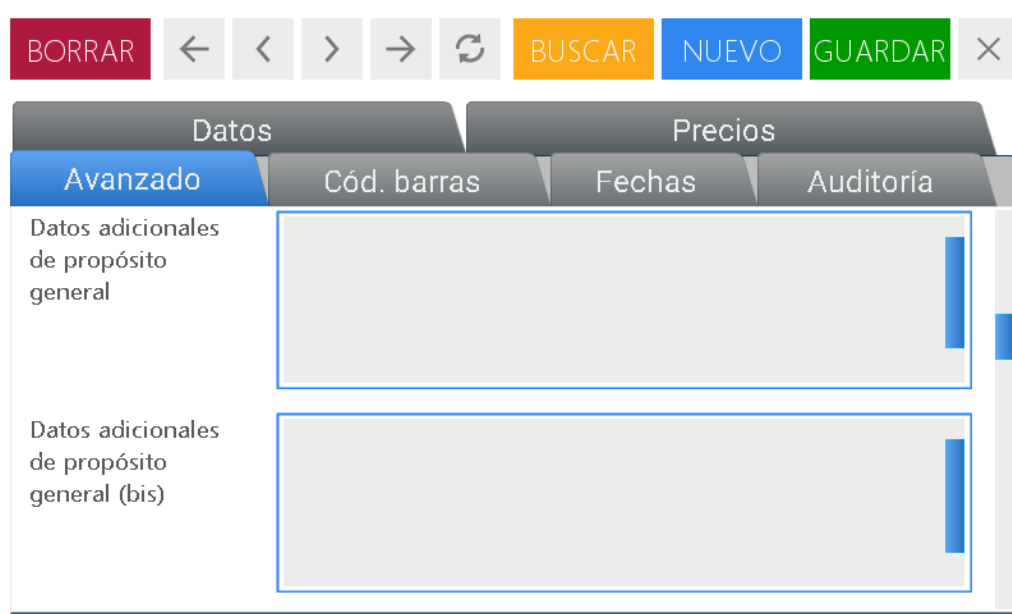 BORRAR BUSCAR NUEVO GUARDAR
Datos Precios
Avanzado Cód. barras Fechas Auditoría
Datos adicionales
de propósito
general
Datos adicionales
de propósito
general (bis)